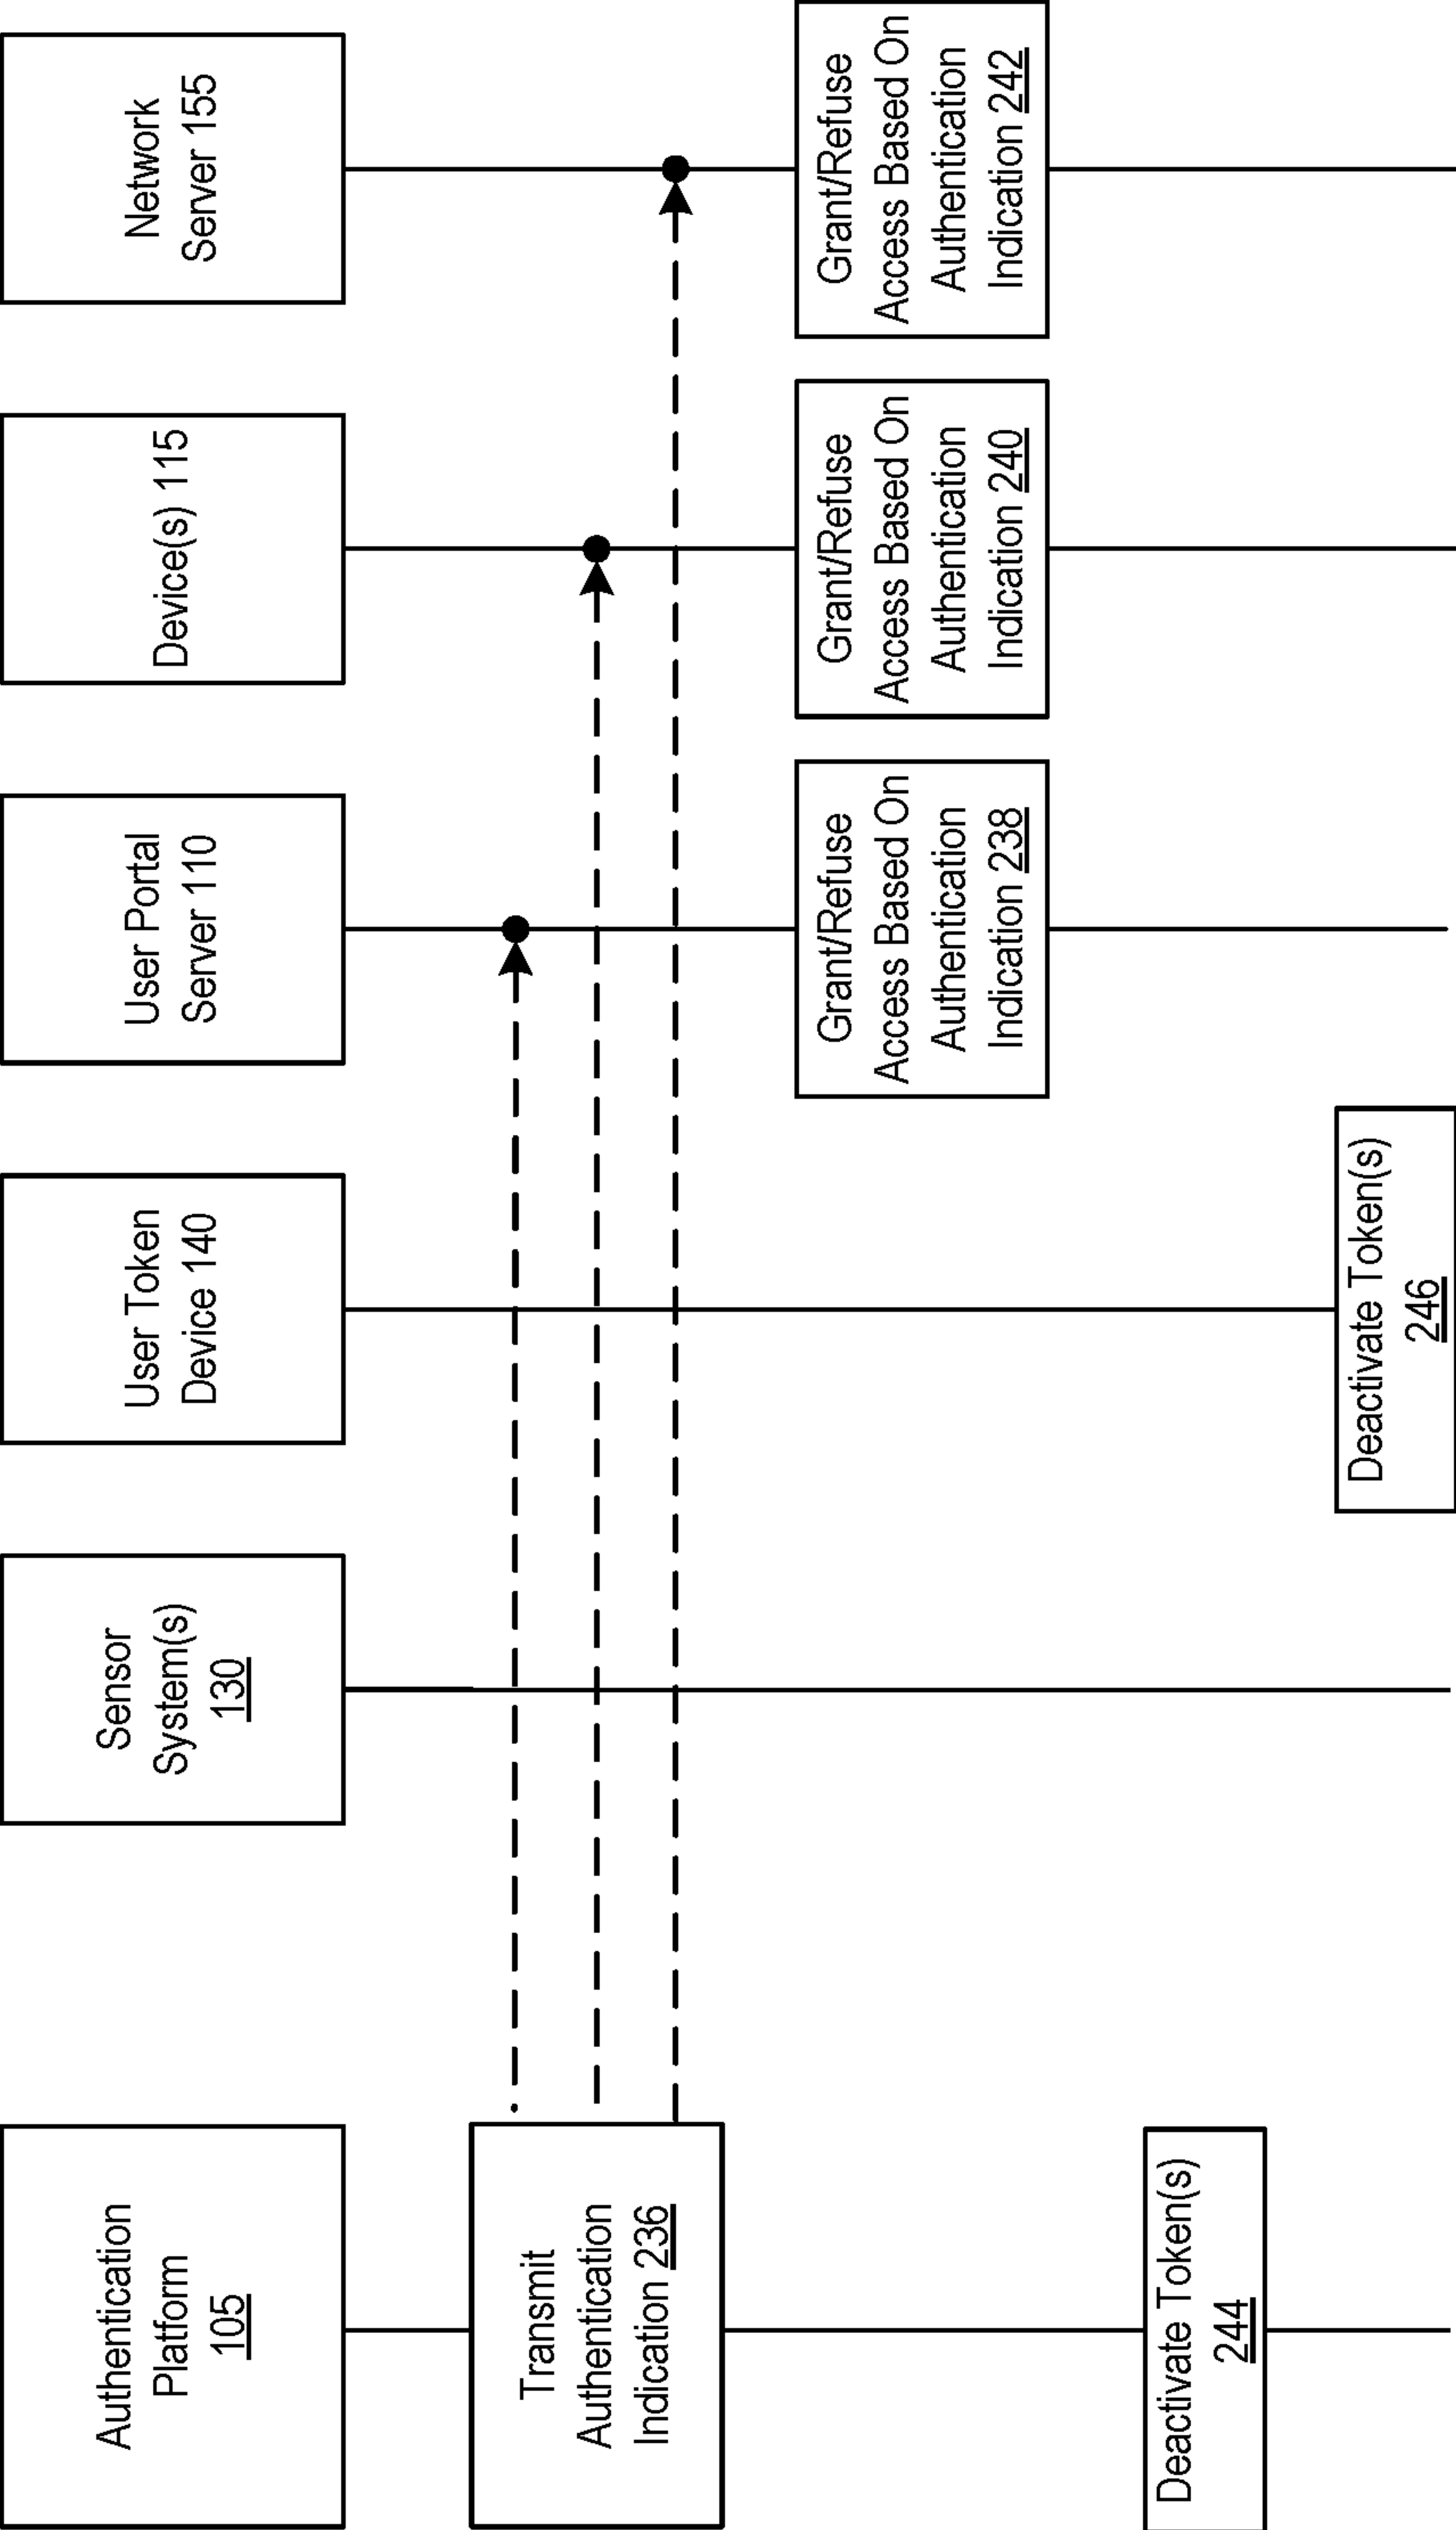 Authentication
Platform
105
Sensor
System(s)
130
User Token
Device 140
User Portal
Server 110
Device(s) 115
Network
Server 155
Transmit
Authentication
Indication 236
Grant/Refuse
Access Based On
Authentication
Indication 238
Grant/Refuse
Access Based On
Authentication
Indication 240
Grant/Refuse
Access Based On
Authentication
Indication 242
Deactivate Token(s)
244
Deactivate Token(s)
246